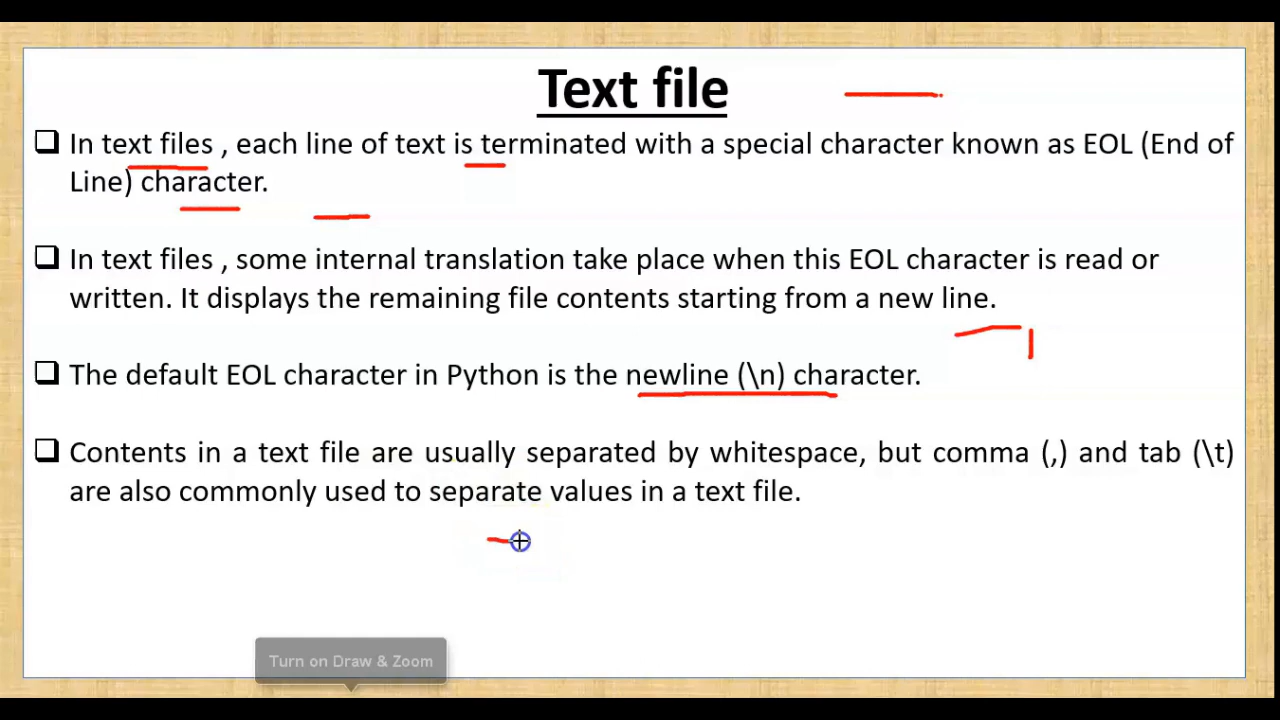 Text file
In text files , each line of text is terminated with a special character known as EOL (End of
Line) character.
In text files , some internal translation take place when this EOL character is read or
written. It displays the remaining file contents starting from a new line.
The default EOL character in Python is the newline (\n) character.
Contents in a text file are usually separated by whitespace, but comma (,) and tab (\t)
are also commonly used to separate values in a text file.
Turn on Draw & Zoom